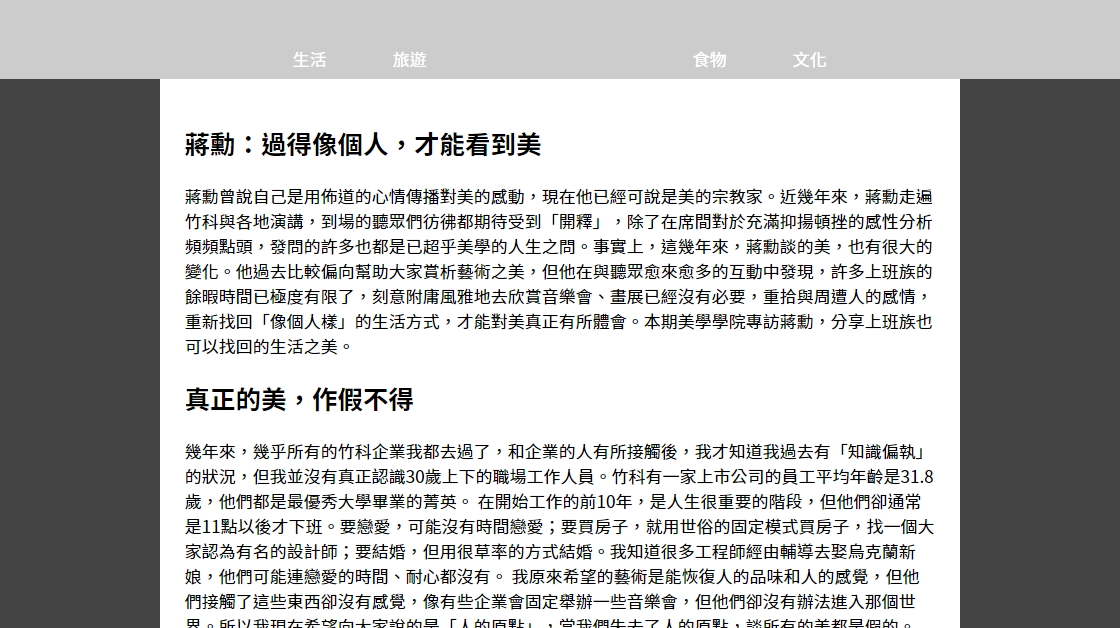 生活 旅遊 食物 文化
蔣勳：過得像個人，才能看到美
蔣勳曾說自己是用佈道的心情傳播對美的感動，現在他已經可說是美的宗教家。近幾年來，蔣勳走遍
竹科與各地演講，到場的聽眾們彷彿都期待受到「開釋」，除了在席間對於充滿抑揚頓挫的感性分析
頻頻點頭，發問的許多也都是已超乎美學的人生之問。事實上，這幾年來，蔣勳談的美，也有很大的
變化。他過去比較偏向幫助大家賞析藝術之美，但他在與聽眾愈來愈多的互動中發現，許多上班族的
餘暇時間已極度有限了，刻意附庸風雅地去欣賞音樂會、畫展已經沒有必要，重拾與周遭人的感情，
重新找回「像個人樣」的生活方式，才能對美真正有所體會。本期美學學院專訪蔣勳，分享上班族也
可以找回的生活之美。
真正的美，作假不得
幾年來，幾乎所有的竹科企業我都去過了，和企業的人有所接觸後，我才知道我過去有「知識偏執」
的狀況，但我並沒有真正認識30歲上下的職場工作人員。竹科有一家上市公司的員工平均年齡是31.8
歲，他們都是最優秀大學畢業的菁英。 在開始工作的前10年，是人生很重要的階段，但他們卻通常
是11點以後才下班。要戀愛，可能沒有時間戀愛；要買房子，就用世俗的固定模式買房子，找一個大
家認為有名的設計師；要結婚，但用很草率的方式結婚。我知道很多工程師經由輔導去娶烏克蘭新
娘，他們可能連戀愛的時間、耐心都沒有。 我原來希望的藝術是能恢復人的品味和人的感覺，但他
們接觸了這些東西卻沒有感覺，像有些企業會固定舉辦一些音樂會，但他們卻沒有辦法進入那個世
界。所以我現在希望向大家說的是「人的原點」，當我們失去了人的原點，談所有的美都是假的。